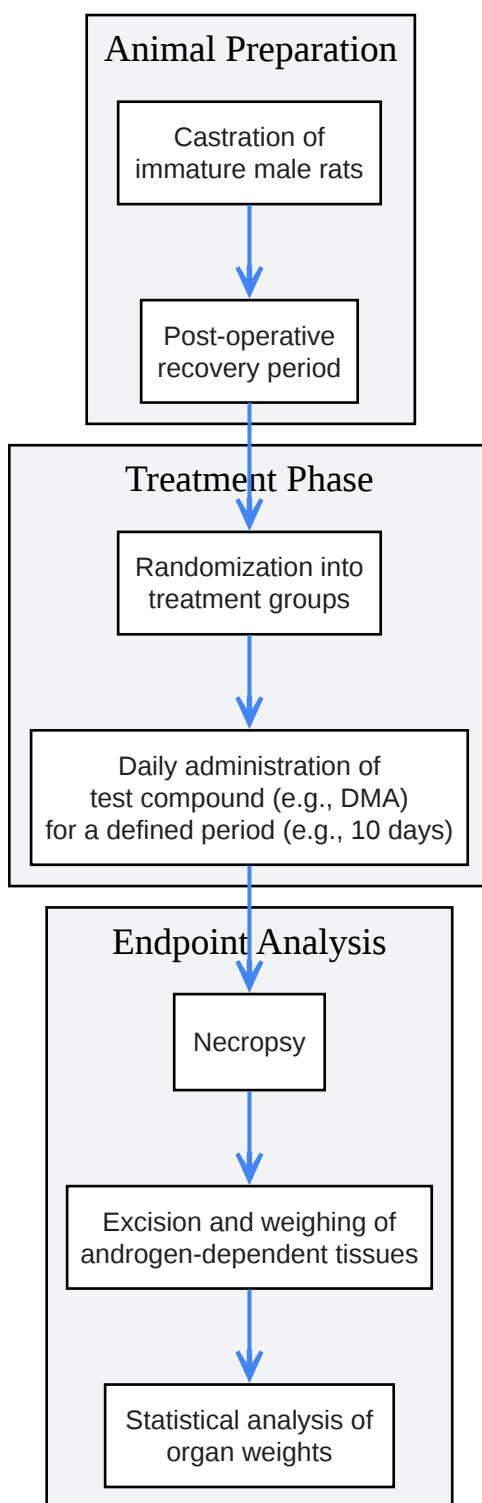 Animal Preparation
Castration of
immature male rats
Post-operative
recovery period
Treatment Phase
Randomization into
treatment groups
Daily administration of
test compound (e.g., DMA)
for a defined period (e.g., 10 days)
Endpoint Analysis
Necropsy
Excision and weighing of
androgen-dependent tissues
Statistical analysis of
organ weights